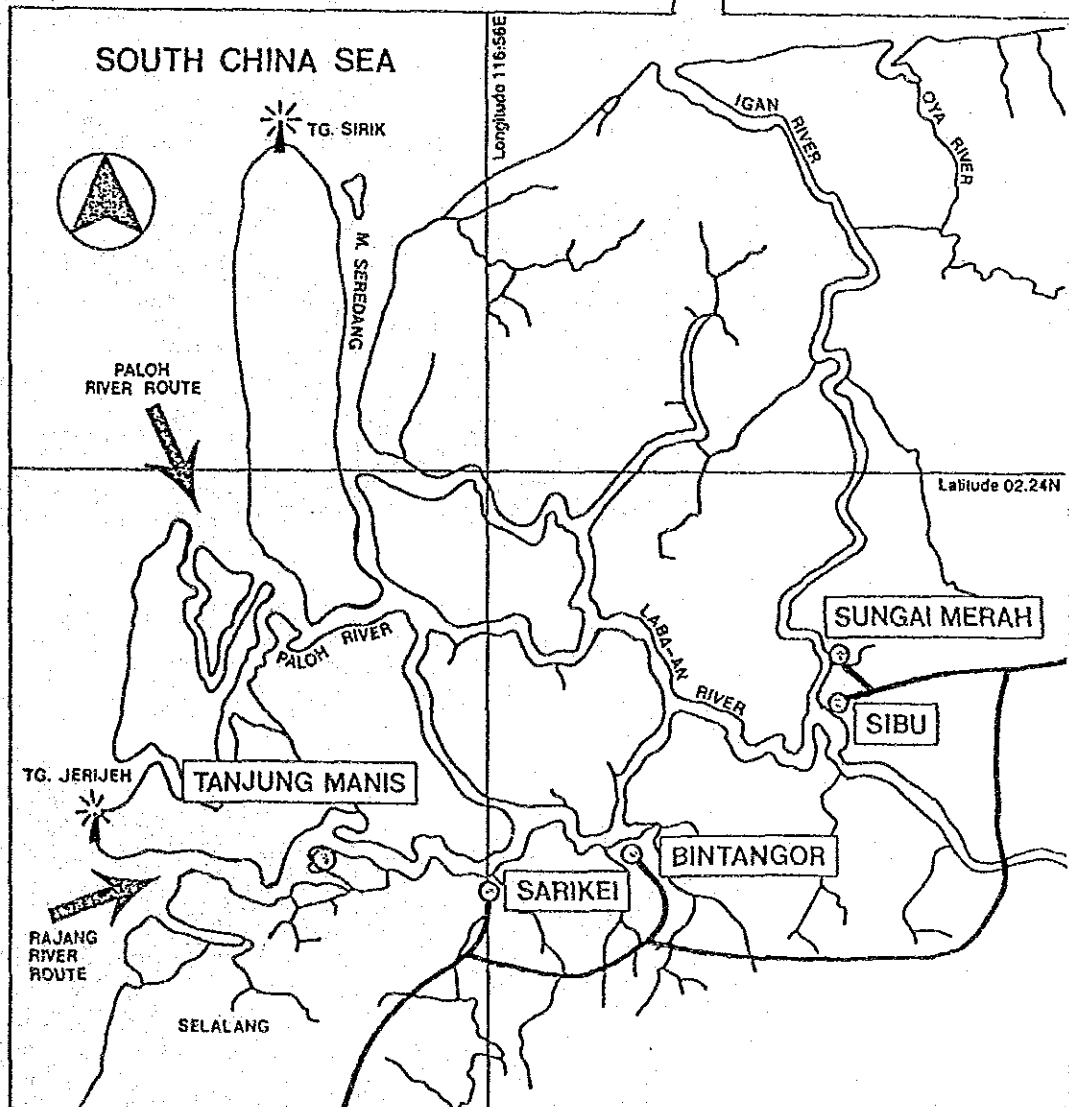 SOUTH CHINA SEA
TG. SIRIK
Longitude 116:56E
IGAN
RIVER
OYA RIVER
M. SEREDANG
PALOH
RIVER ROUTE
Latitude 02.24N
SUNGAI MERAH
PALOH RIVER
LABA-AN
RIVER
SIBU
TG. JERIJEH
TANJUNG MANIS
BINTANGOR
SARIKEI
RAJANG
RIVER
ROUTE
SELALANG